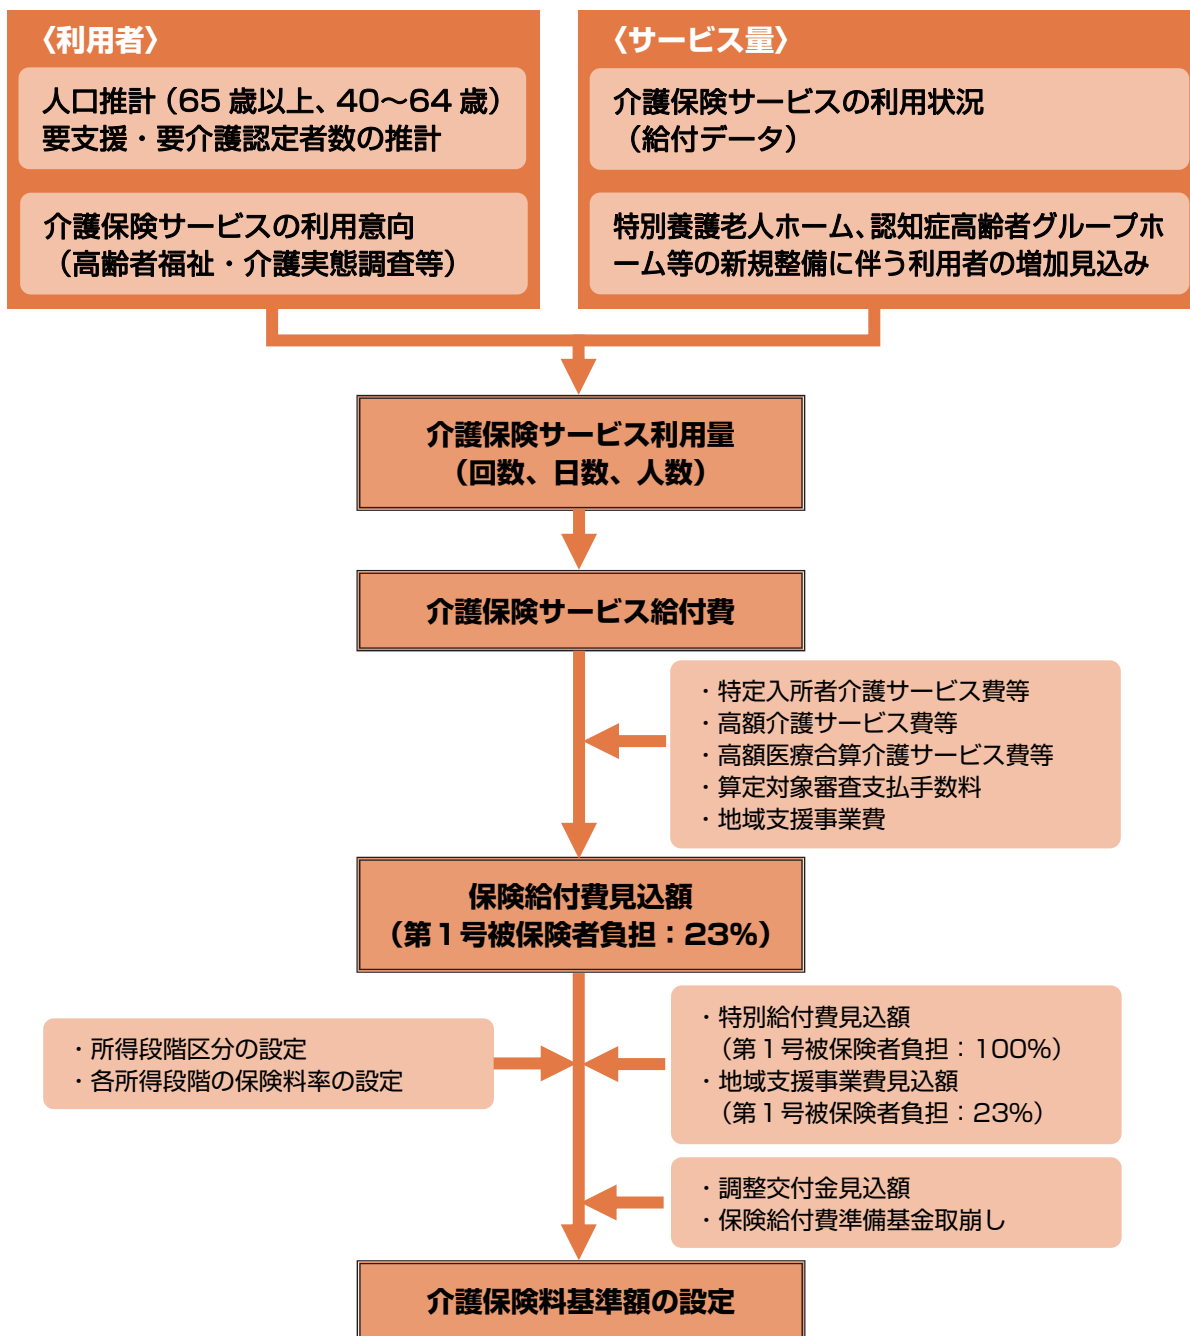 〈利用者〉
人口推計（65 歳以上、40～64 歳）
要支援・要介護認定者数の推計
介護保険サービスの利用意向
（高齢者福祉・介護実態調査等）
〈サービス量〉
介護保険サービスの利用状況
（給付データ）
特別養護老人ホーム、認知症高齢者グループホ
ーム等の新規整備に伴う利用者の増加見込み
介護保険サービス利用量
（回数、日数、人数）
介護保険サービス給付費
・特定入所者介護サービス費等
・高額介護サービス費等
・高額医療合算介護サービス費等
・算定対象審査支払手数料
・地域支援事業費
保険給付費見込額
（第１号被保険者負担：23%）
・所得段階区分の設定
・各所得段階の保険料率の設定
・特別給付費見込額
（第１号被保険者負担：100%）
・地域支援事業費見込額
（第１号被保険者負担：23%）
・調整交付金見込額
・保険給付費準備基金取崩し
介護保険料基準額の設定